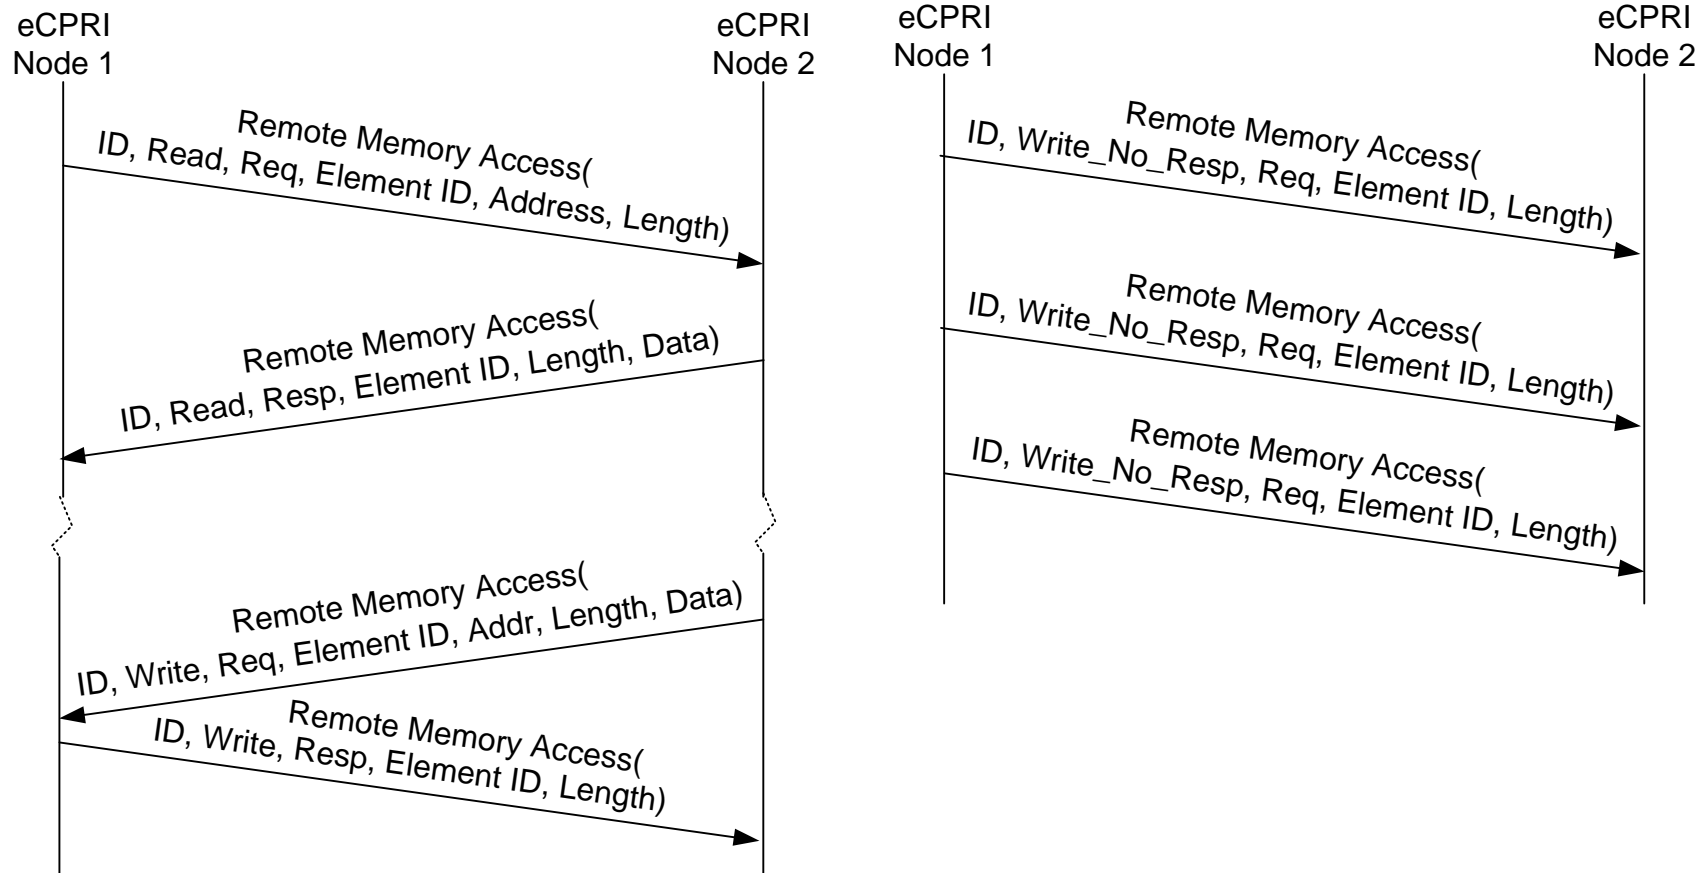 eCPRI
Node 1
eCPRI
Node 2
Remote Memory Access(
ID, Read, Req, Element ID, Address, Length)
Remote Memory Access(
ID, Read, Resp, Element ID, Length, Data)
Remote Memory Access(
ID, Write, Req, Element ID, Addr, Length, Data)
Remote Memory Access(
ID, Write, Resp, Element ID, Length)
eCPRI
Node 1
eCPRI
Node 2
Remote Memory Access(
ID, Write_No_Resp, Req, Element ID, Length)
Remote Memory Access(
ID, Write_No_Resp, Req, Element ID, Length)
Remote Memory Access(
ID, Write_No_Resp, Req, Element ID, Length)